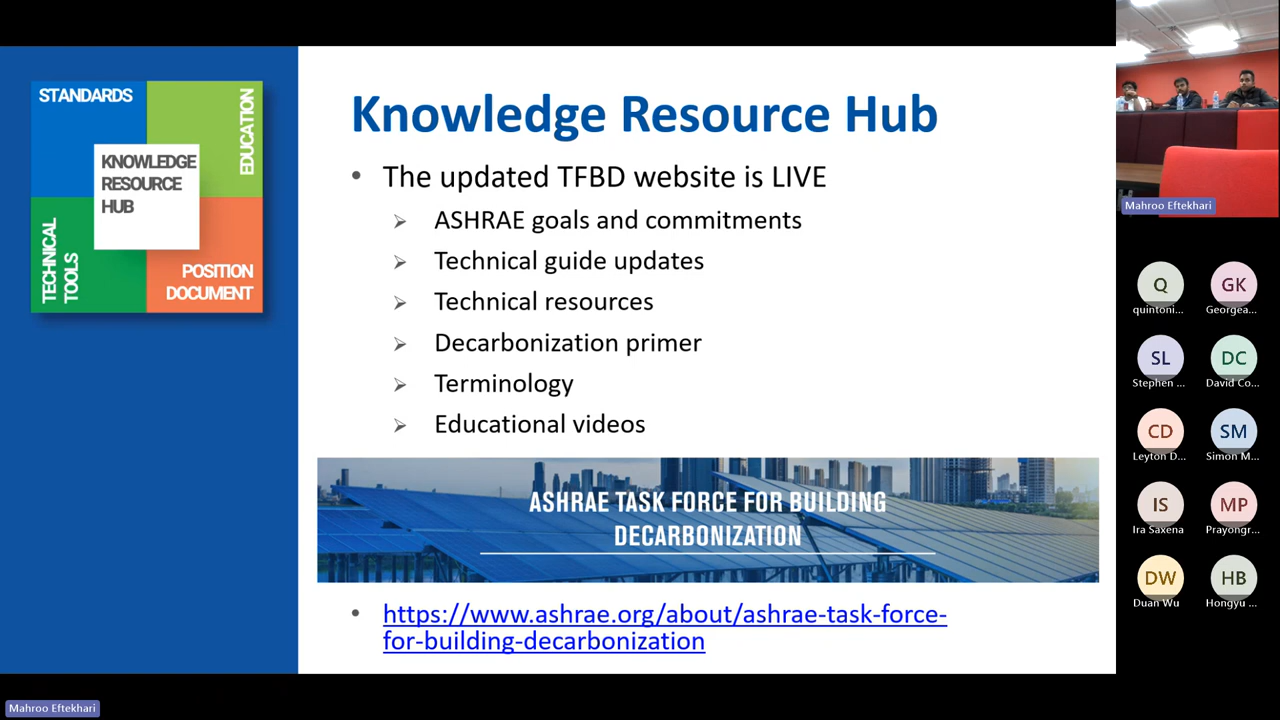 STANDARDS
EDUCATION
KNOWLEDGE
RESOURCE
HUB
TECHNICAL
TOOLS
POSITION
DOCUMENT
Knowledge Resource Hub
• The updated TFBD website is LIVE
➢ ASHRAE goals and commitments
➢ Technical guide updates
➢ Technical resources
➢ Decarbonization primer
➢ Terminology
➢ Educational videos
ASHRAE TASK FORCE FOR BUILDING
DECARBONIZATION
• https://www.ashrae.org/about/ashrae-task-force-
for-building-decarbonization
Mahroo Eftekhari
Mahroo Eftekhari
Q GK
quintoni... Georgea...
SL DC
Stephen ... David Co...
CD SM
Leyton D... Simon M...
IS MP
Ira Saxena Prayongr...
DW HB
Duan Wu Hongyu ...